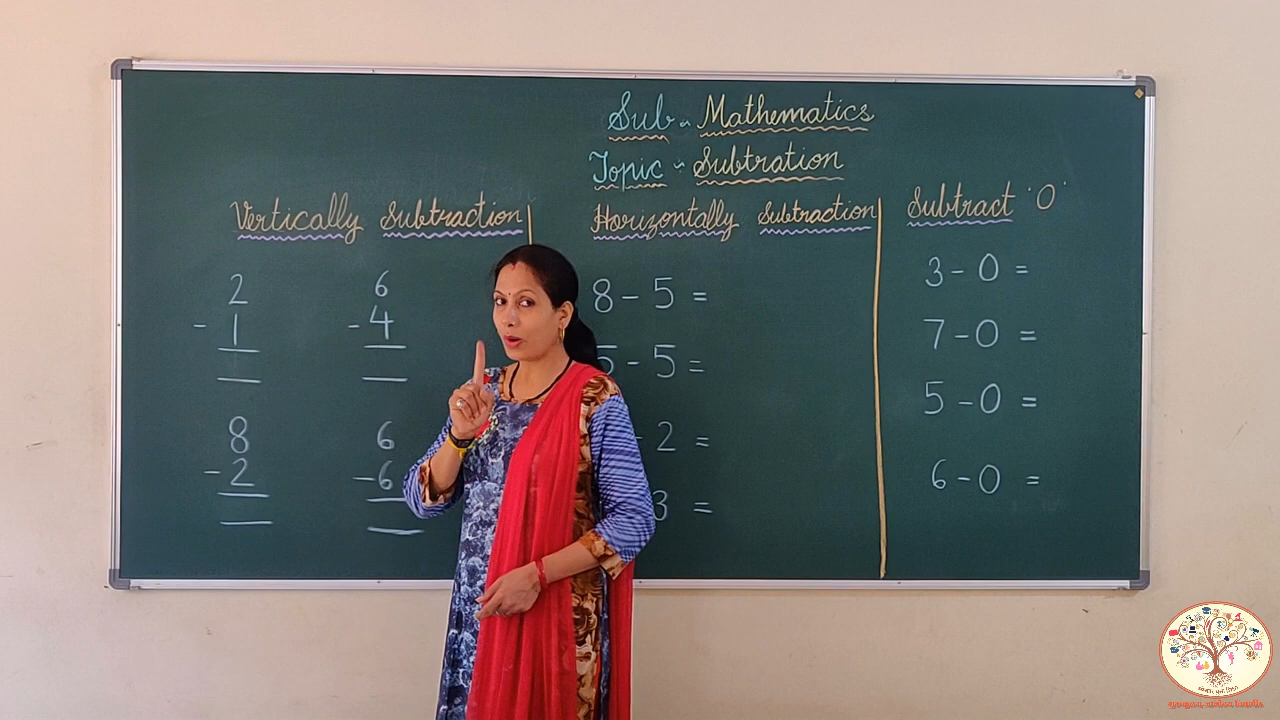 Sub :- Mathematics
Topic :- Subtration
Vertically Subtraction
2
- 1
6
- 4
8
- 2
6
- 6
Horizontally Subtraction
8 - 5 =
5 - 5 =
- 2 =
3 =
Subtract '0'
3 - 0 =
7 - 0 =
5 - 0 =
6 - 0 =